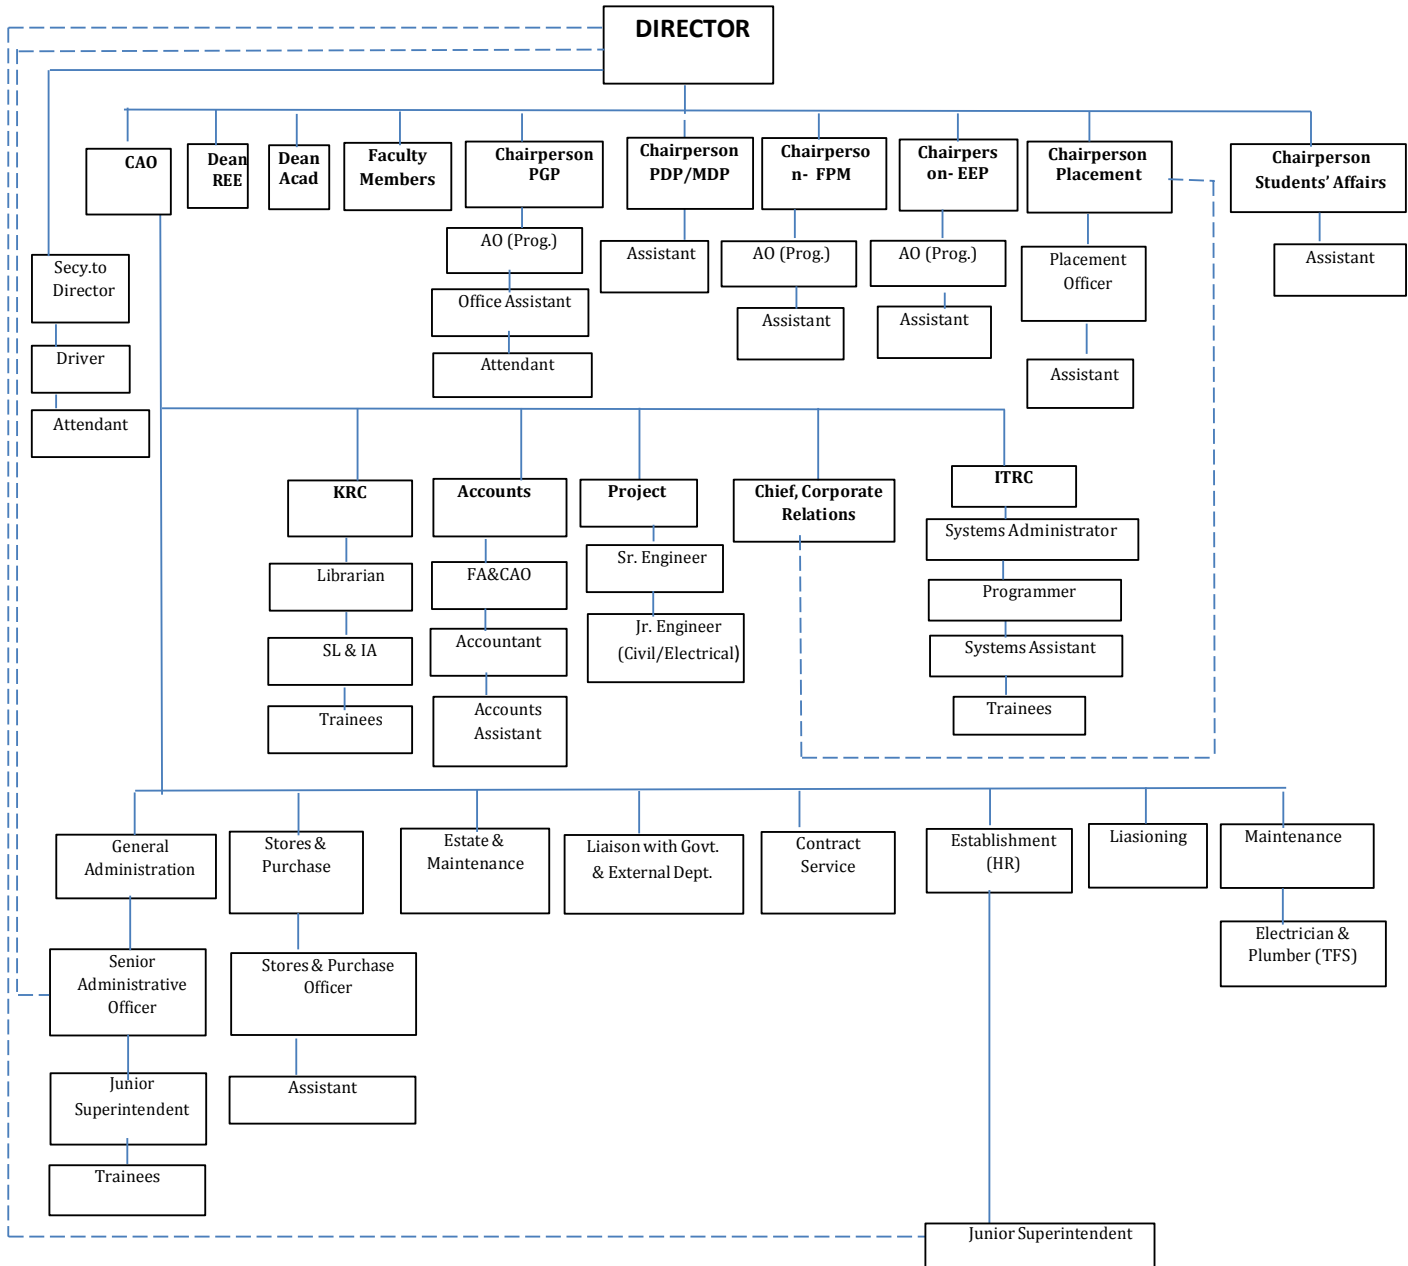 DIRECTOR
CAO
Dean
REE
Dean
Acad
Faculty
Members
Chairperson
PGP
Chairperson
PDP/MDP
Chairperso
n- FPM
Chairpers
on- EEP
Chairperson
Placement
Chairperson
Students’ Affairs
AO (Prog.)
Assistant
AO (Prog.)
AO (Prog.)
Placement
Officer
Assistant
Secy.to
Director
Office Assistant
Assistant
Assistant
Driver
Attendant
Assistant
Attendant
KRC
Accounts
Project
Chief, Corporate
Relations
ITRC
Systems Administrator
Librarian
FA&CAO
Sr. Engineer
Programmer
SL & IA
Accountant
Jr. Engineer
(Civil/Electrical)
Systems Assistant
Trainees
Accounts
Assistant
Trainees
General
Administration
Stores
& Purchase
Estate &
Maintenance
Liaison with Govt.
& External Dept.
Contract
Service
Establishment
(HR)
Liasioning
Maintenance
Senior
Administrative
Officer
Stores & Purchase
Officer
Electrician &
Plumber (TFS)
Junior
Superintendent
Assistant
Trainees
Junior Superintendent